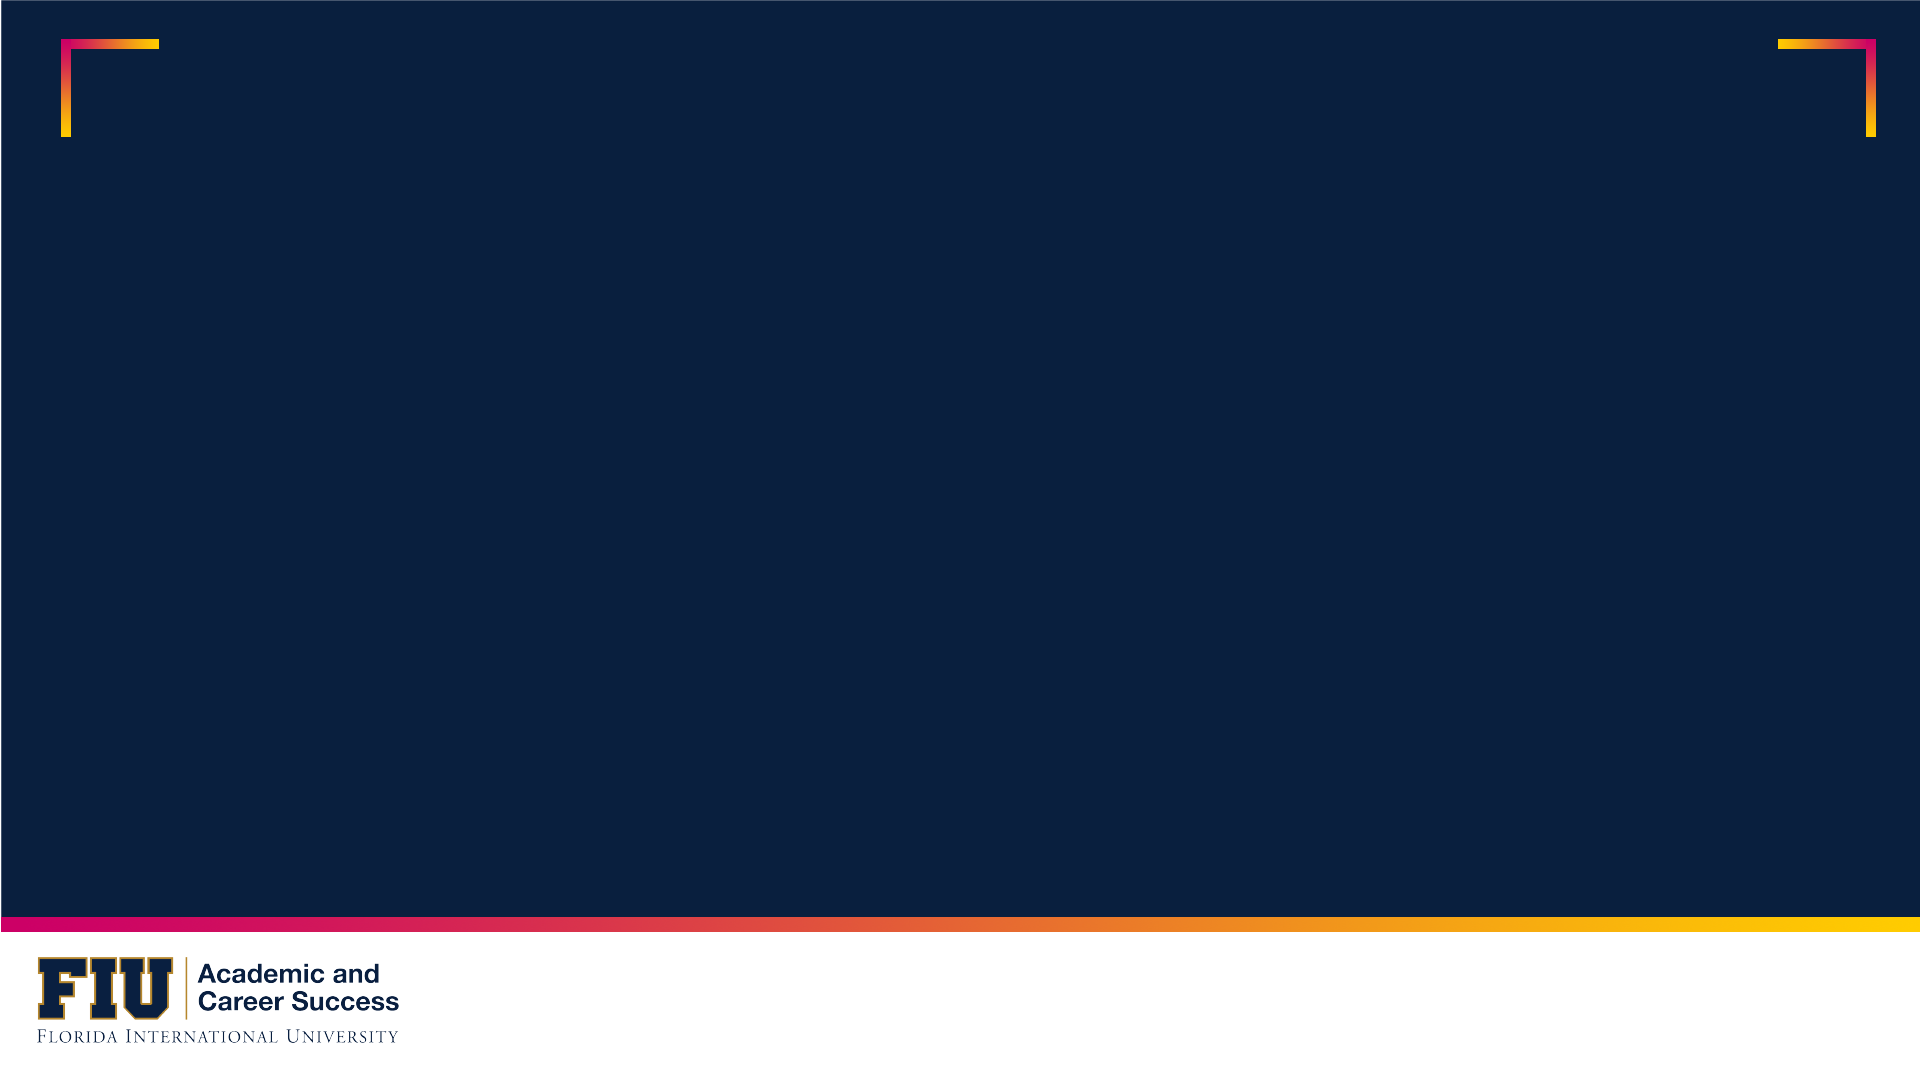 FIU
Academic and
Career Success
FLORIDA INTERNATIONAL UNIVERSITY